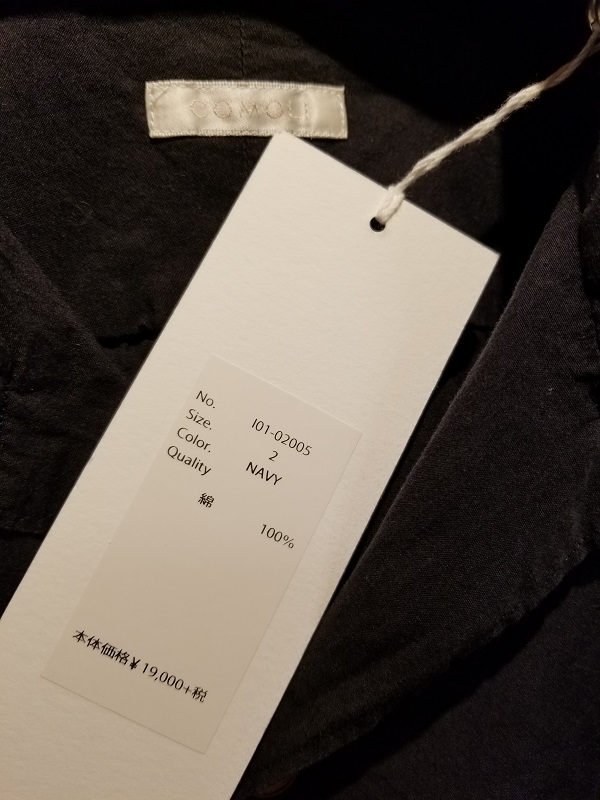 COMOLI
No. I01-02005
Size. 2
Color. NAVY
Quality
綿 100%
本体価格¥ 19,000+税